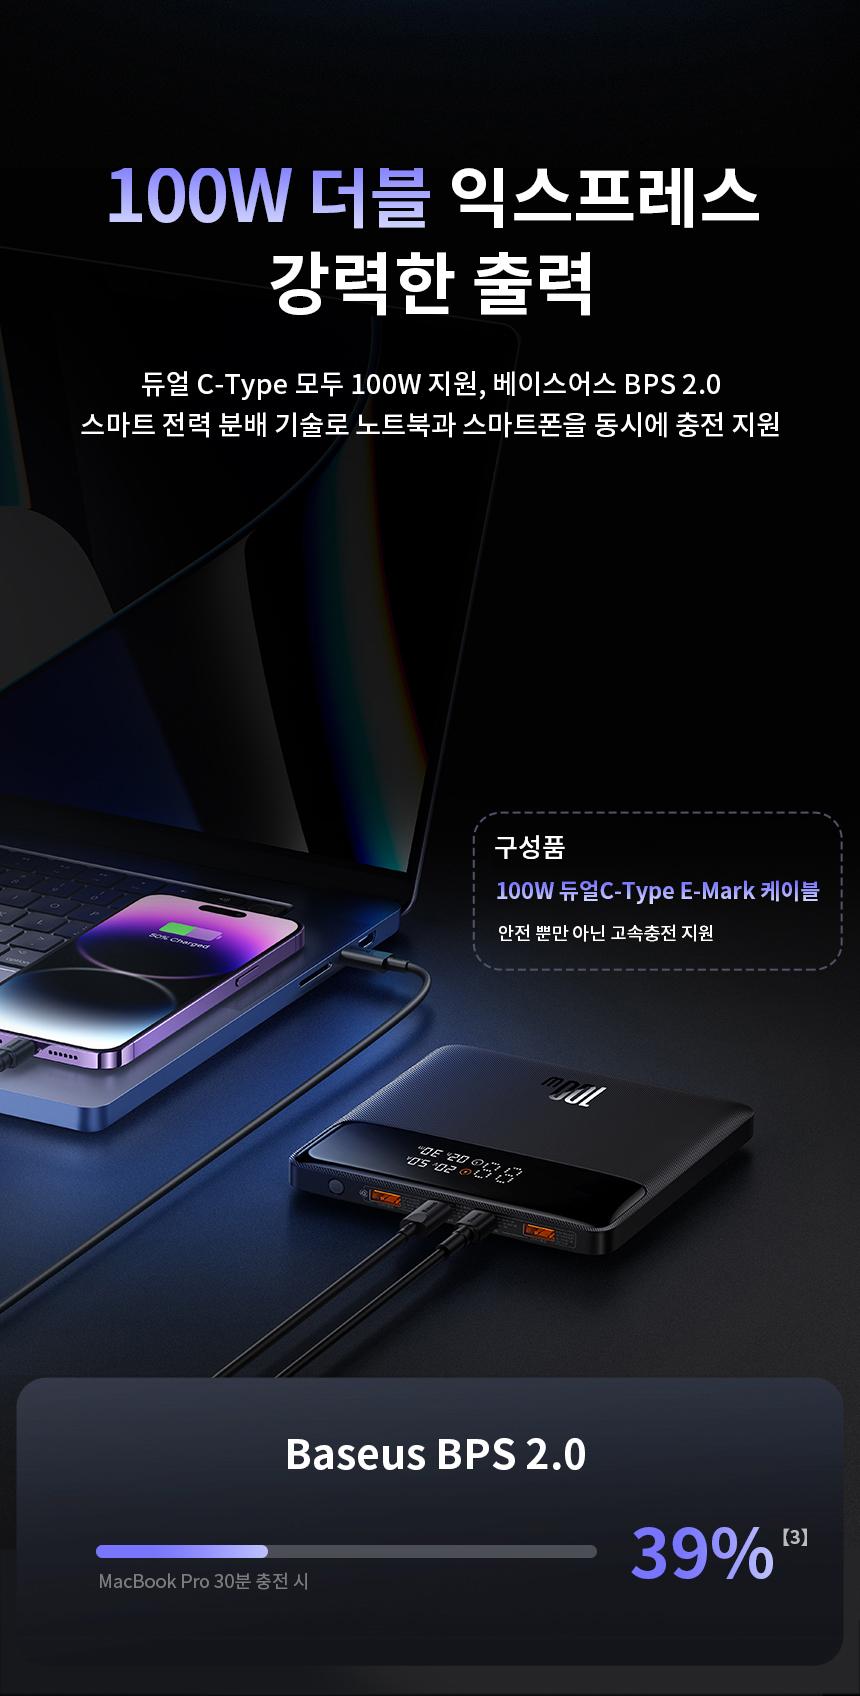 100W 더블 익스프레스
강력한 출력
듀얼 C-Type 모두 100W 지원, 베이스어스 BPS 2.0
스마트 전력 분배 기술로 노트북과 스마트폰을 동시에 충전 지원
구성품
100W 듀얼C-Type E-Mark 케이블
안전 뿐만 아닌 고속충전 지원
50% Charged
option
100W
Baseus BPS 2.0
39%【3】
MacBook Pro 30분 충전 시